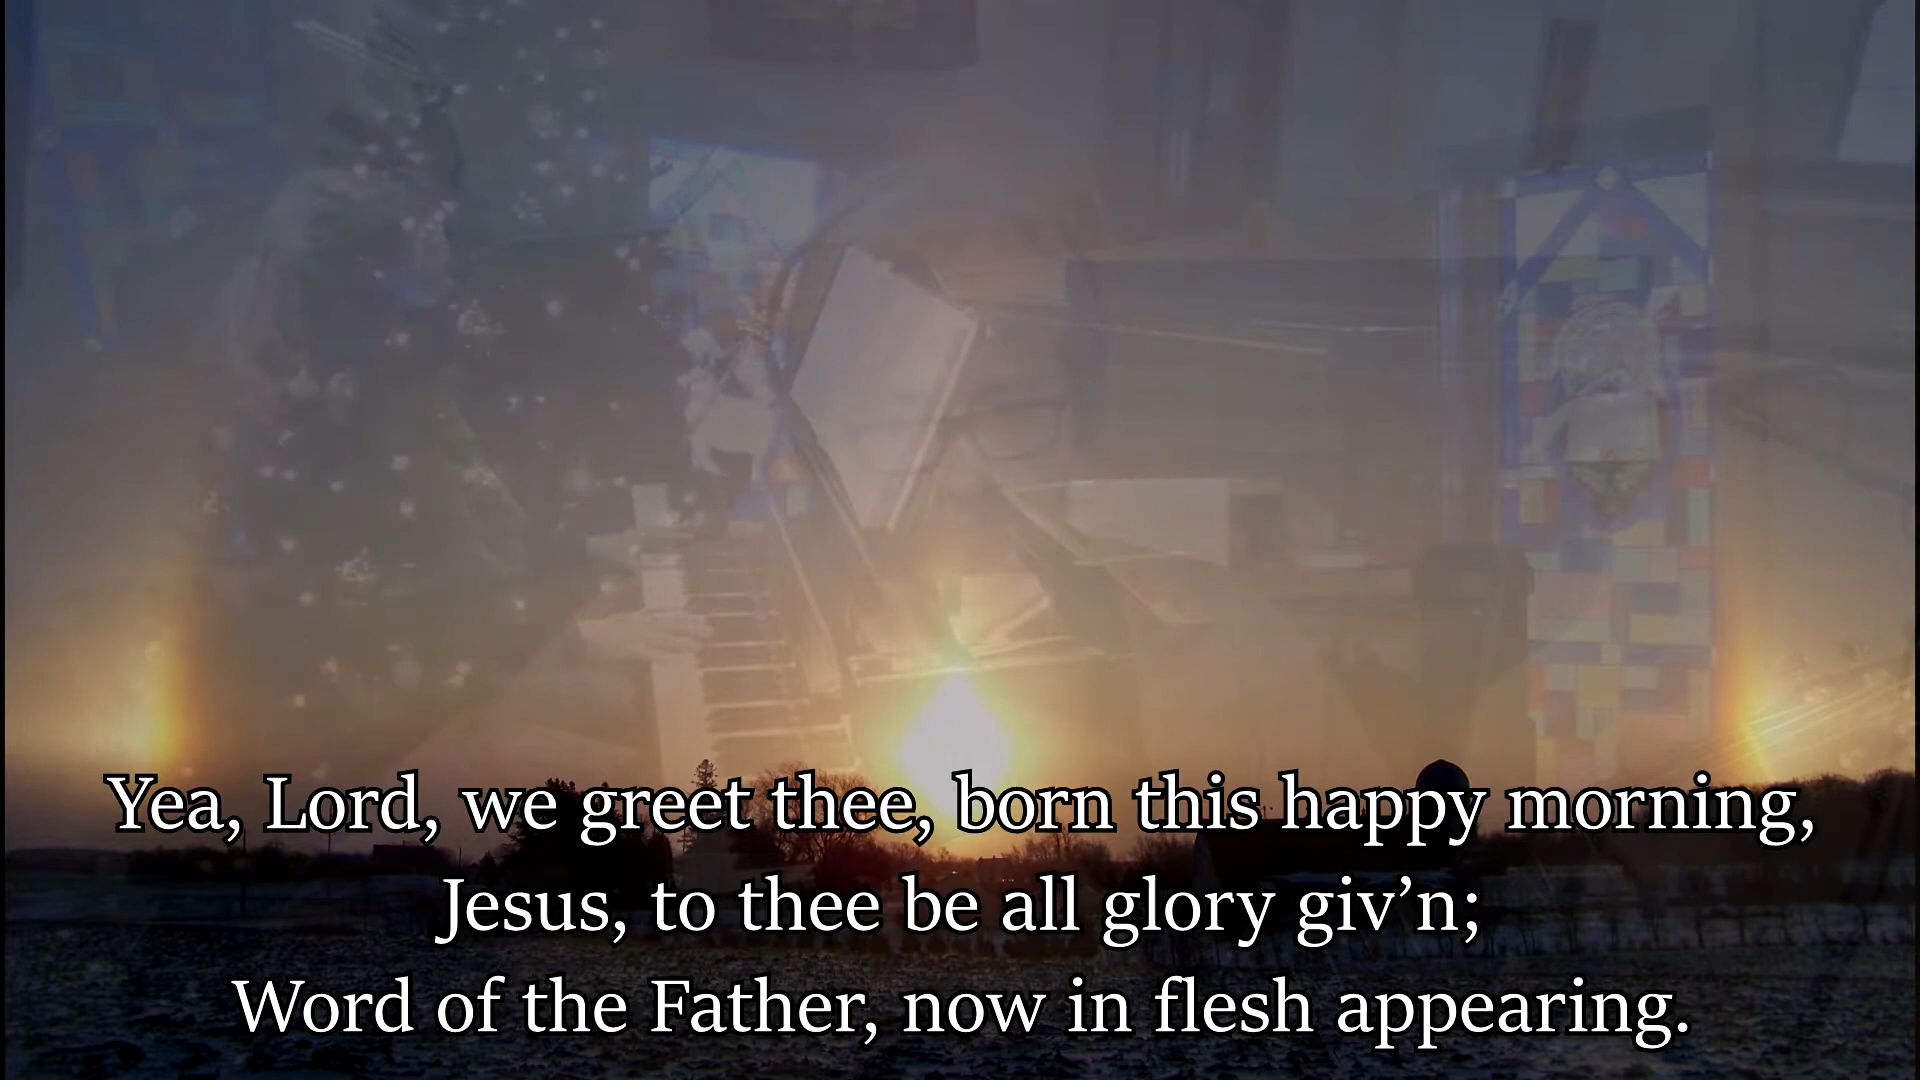 Yea, Lord, we greet thee, born this happy morning,
Jesus, to thee be all glory giv’n;
Word of the Father, now in flesh appearing.